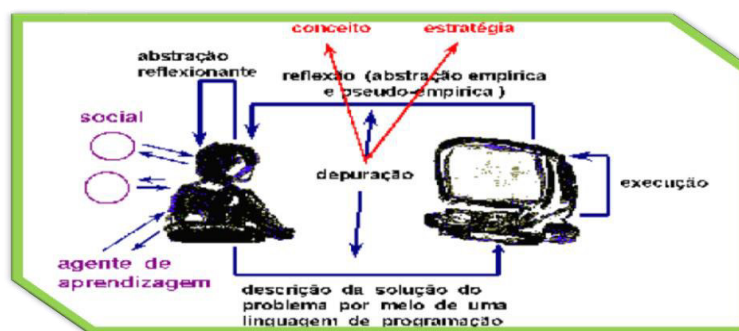 conceito
estratégia
abstração
reflexionante
reflexão (abstração empírica
e pseudo-empírica )
social
depuração
execução
agente de
aprendizagem
descrição da solução do
problema por meio de uma
linguagem de programação